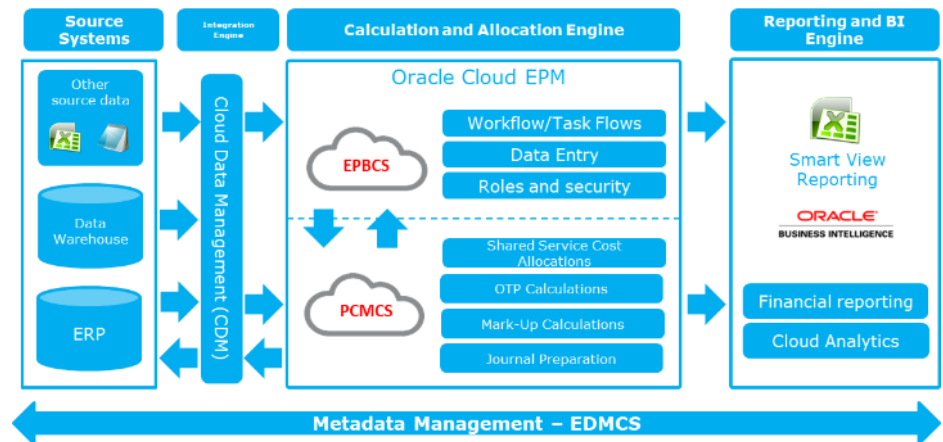 Source
Systems
Integration
Engine
Calculation and Allocation Engine
Reporting and BI
Engine
Other
source data
Data
Warehouse
ERP
Cloud Data Management (CDM)
Oracle Cloud EPM
EPBCS
Workflow/Task Flows
Data Entry
Roles and security
PCMCS
Shared Service Cost
Allocations
OTP Calculations
Mark-Up Calculations
Journal Preparation
Smart View
Reporting
ORACLE
BUSINESS INTELLIGENCE
Financial reporting
Cloud Analytics
Metadata Management – EDMCS